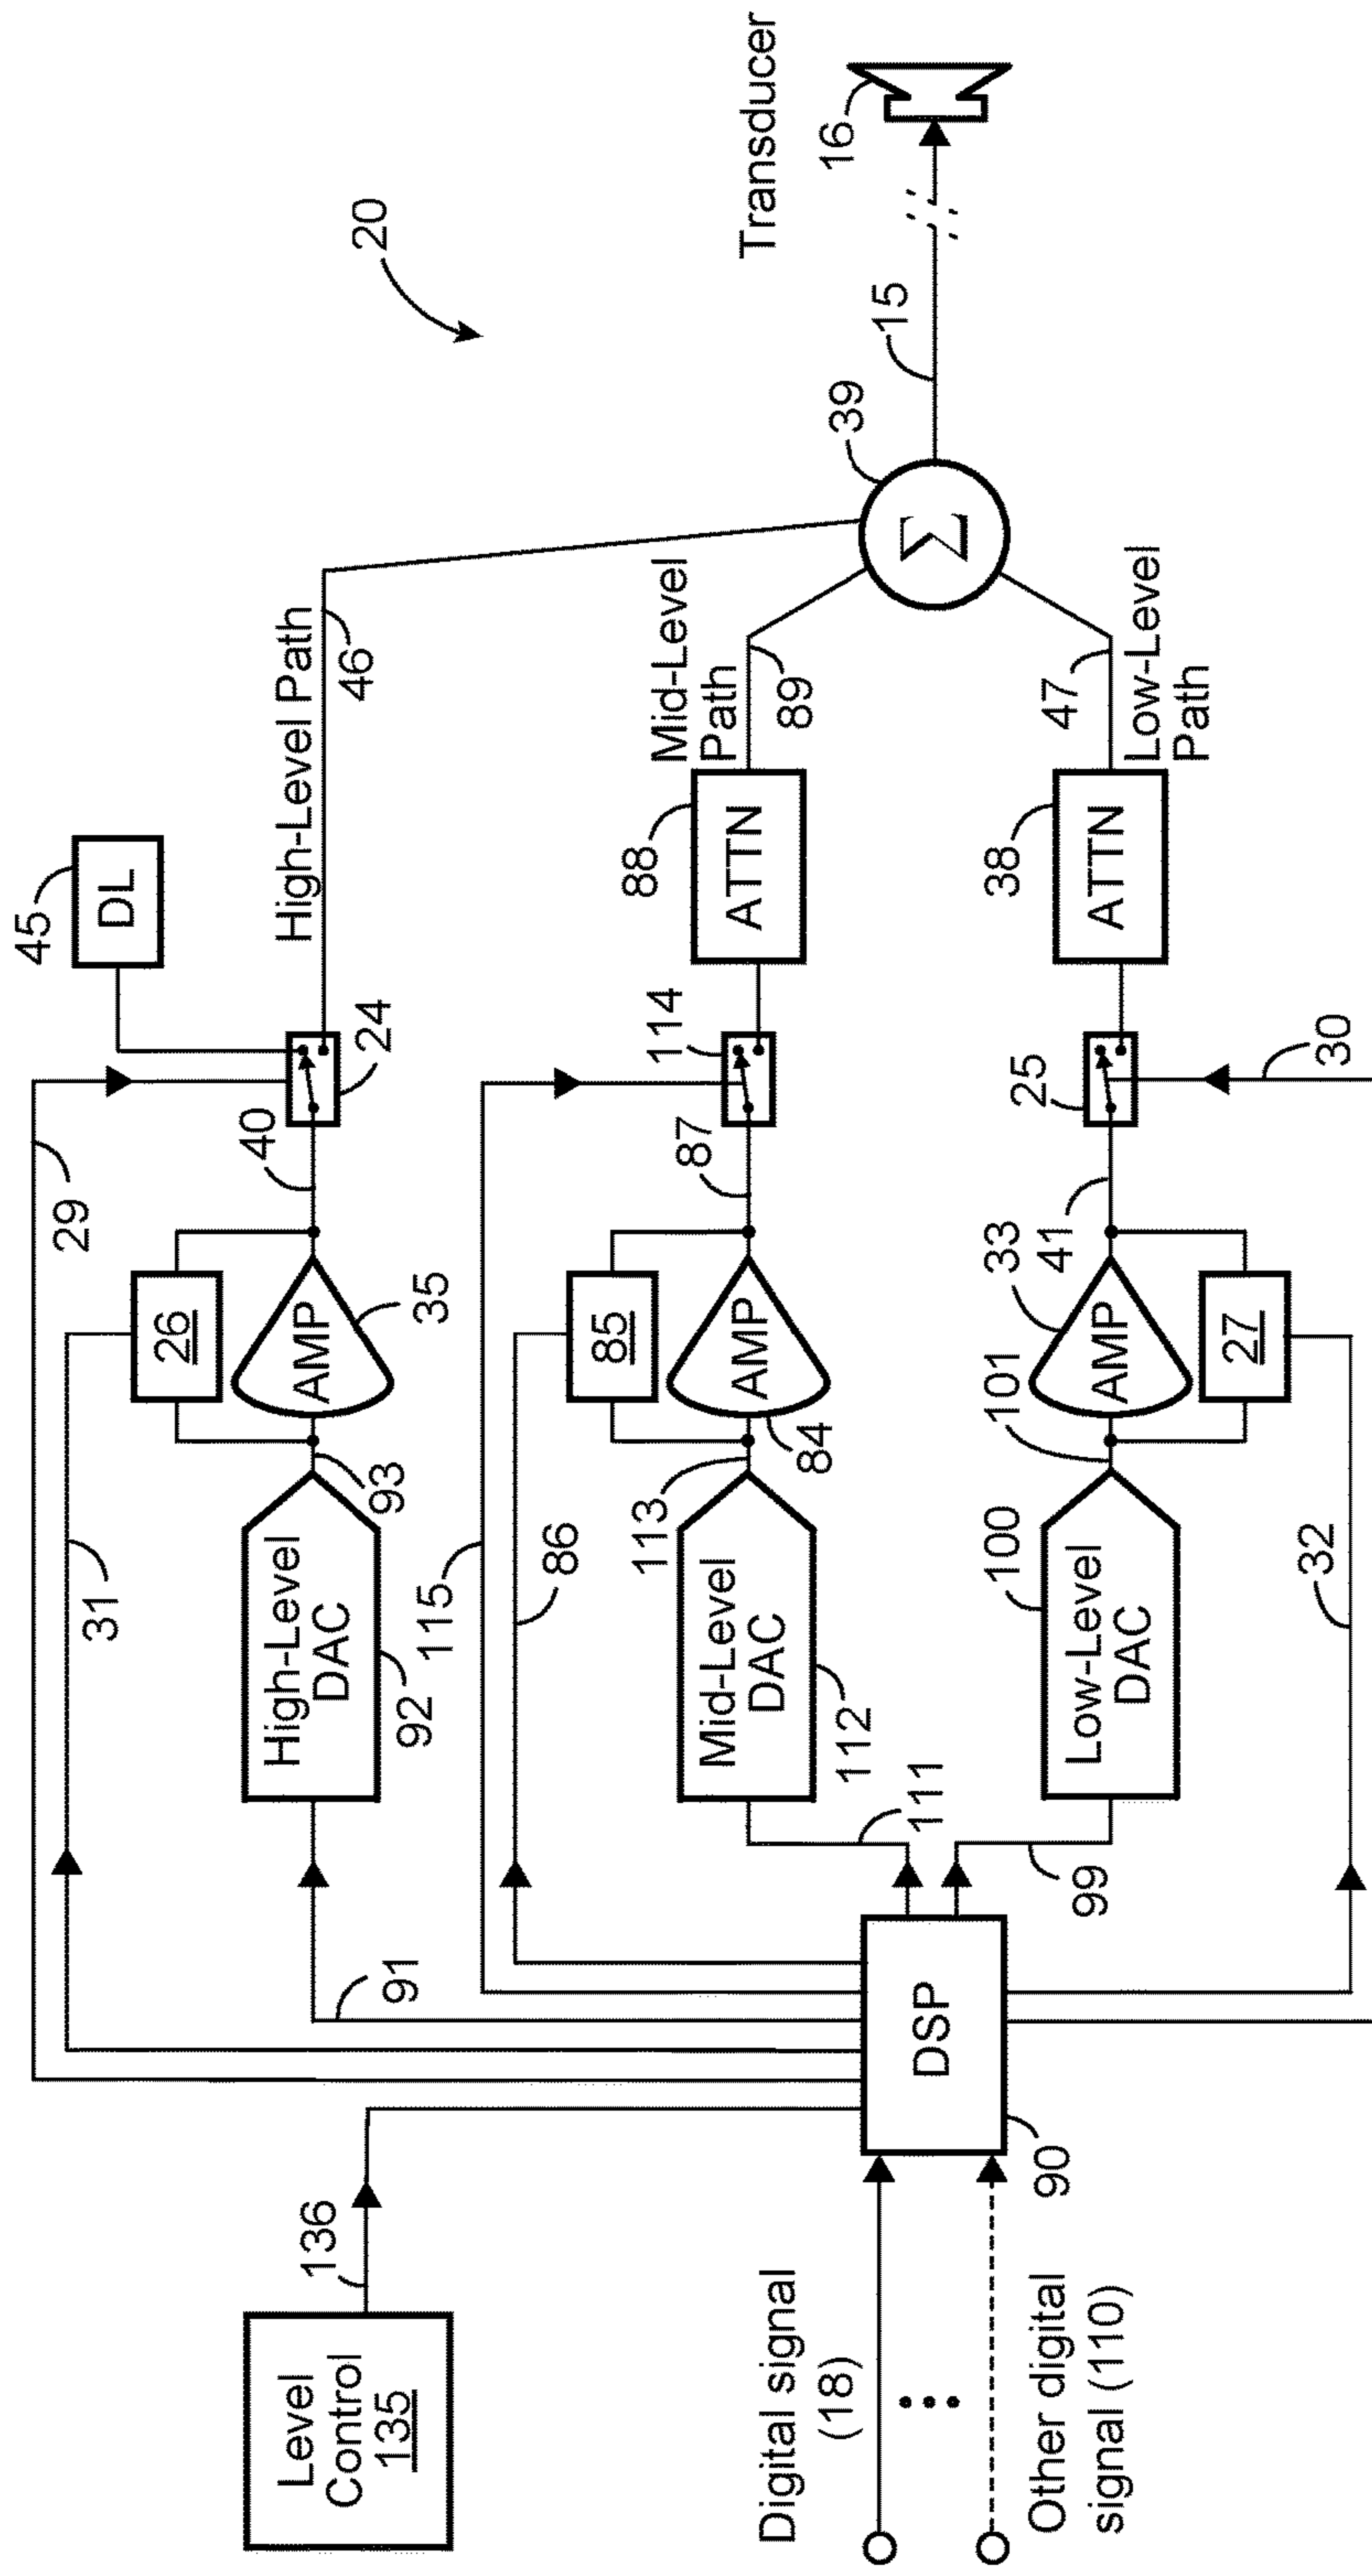 20
29
31
91
136
Level
Control
135
High-Level
DAC
92
93
26
AMP
35
40
24
DL
45
High-Level Path
46
115
86
111
Mid-Level
DAC
112
113
85
AMP
84
87
114
ATTN
88
Mid-Level
Path
89
Digital signal
(18)
Other digital
signal (110)
DSP
90
99
Low-Level
DAC
100
101
AMP
33
27
32
41
25
30
ATTN
38
Low-Level
Path
47
Σ
39
15
16
Transducer